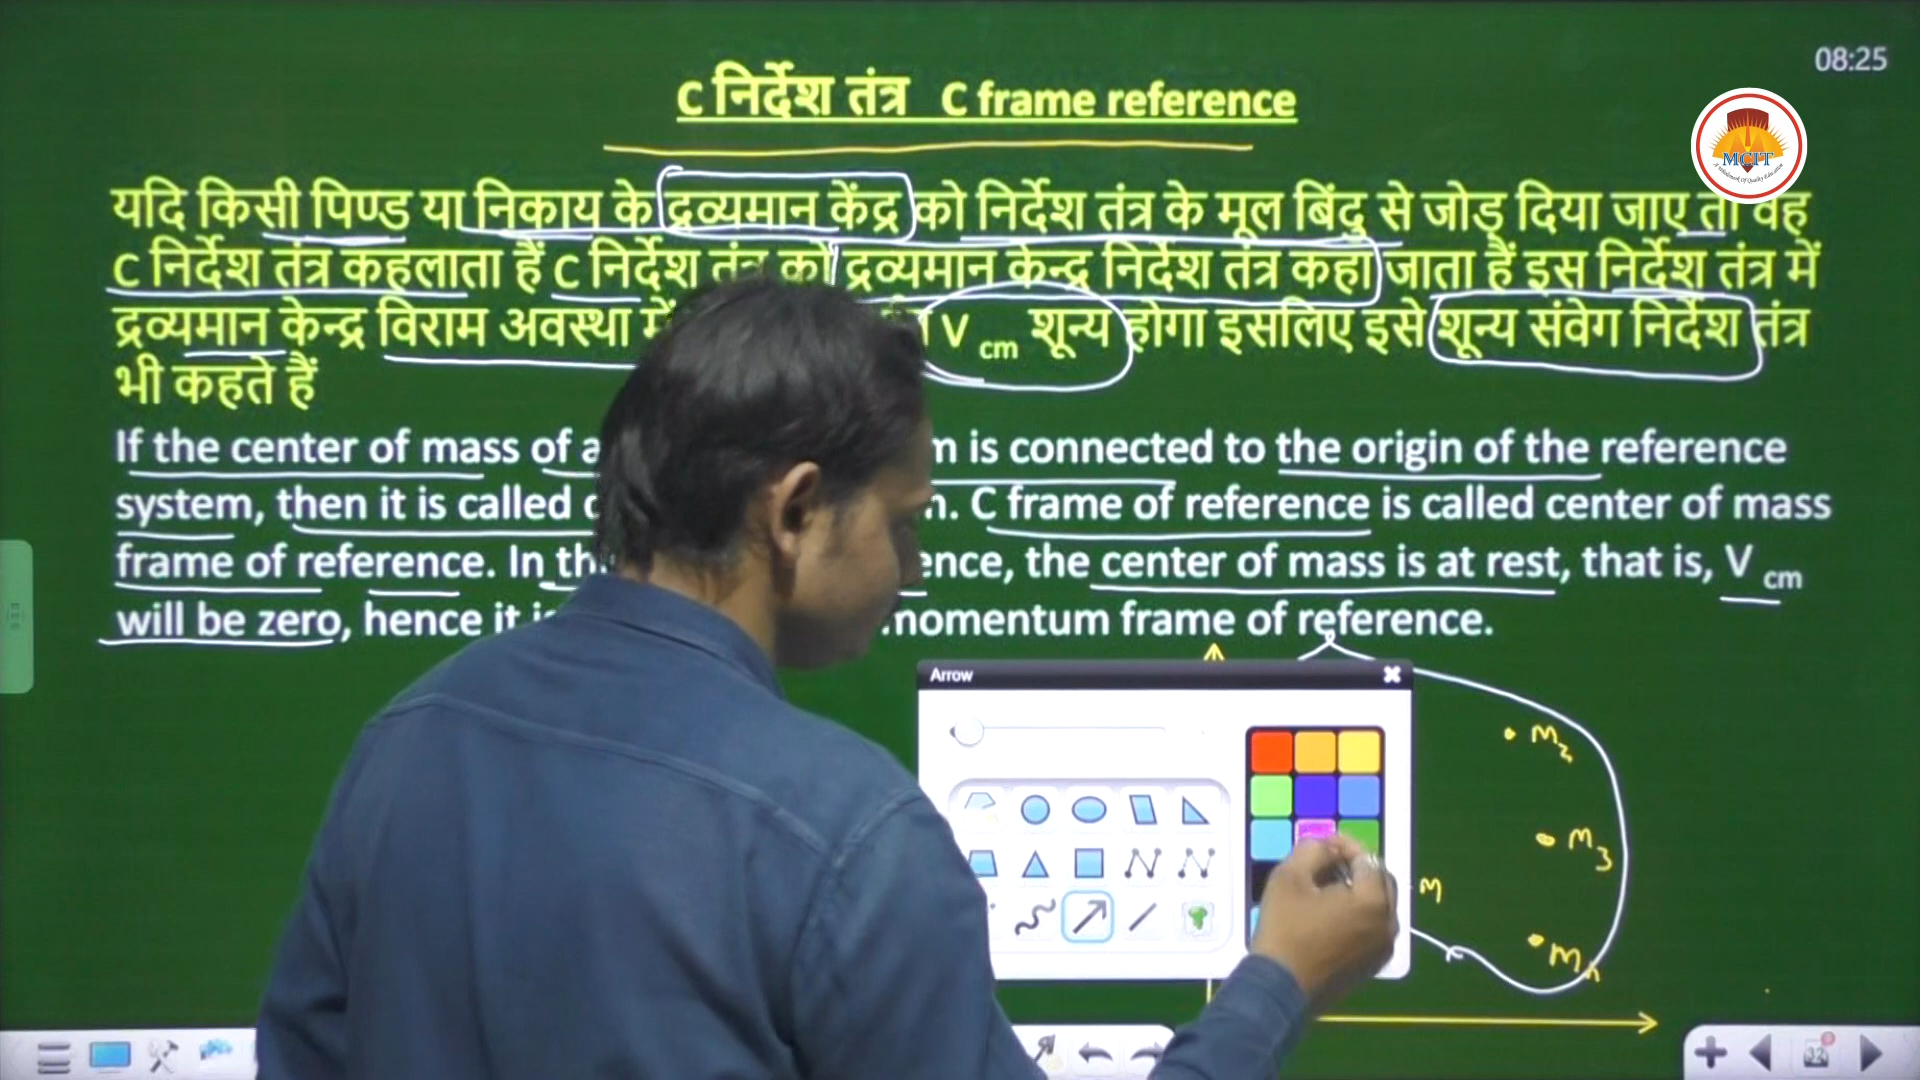 08:25
C निर्देश तंत्र C frame reference
MCIT
यदि किसी पिण्ड या निकाय के द्रव्यमान केंद्र को निर्देश तंत्र के मूल बिंदु से जोड़ दिया जाए तो वह
C निर्देश तंत्र कहलाता हैं C निर्देश तंत्र को द्रव्यमान केन्द्र निर्देश तंत्र कहा जाता हैं इस निर्देश तंत्र में
द्रव्यमान केन्द्र विराम अवस्था में V cm शून्य होगा इसलिए इसे शून्य संवेग निर्देश तंत्र
भी कहते हैं
If the center of mass of a is connected to the origin of the reference
system, then it is called C frame of reference is called center of mass
frame of reference. In the center of mass is at rest, that is, V cm
will be zero, hence it momentum frame of reference.
Arrow
m2
m3
M
mn
32